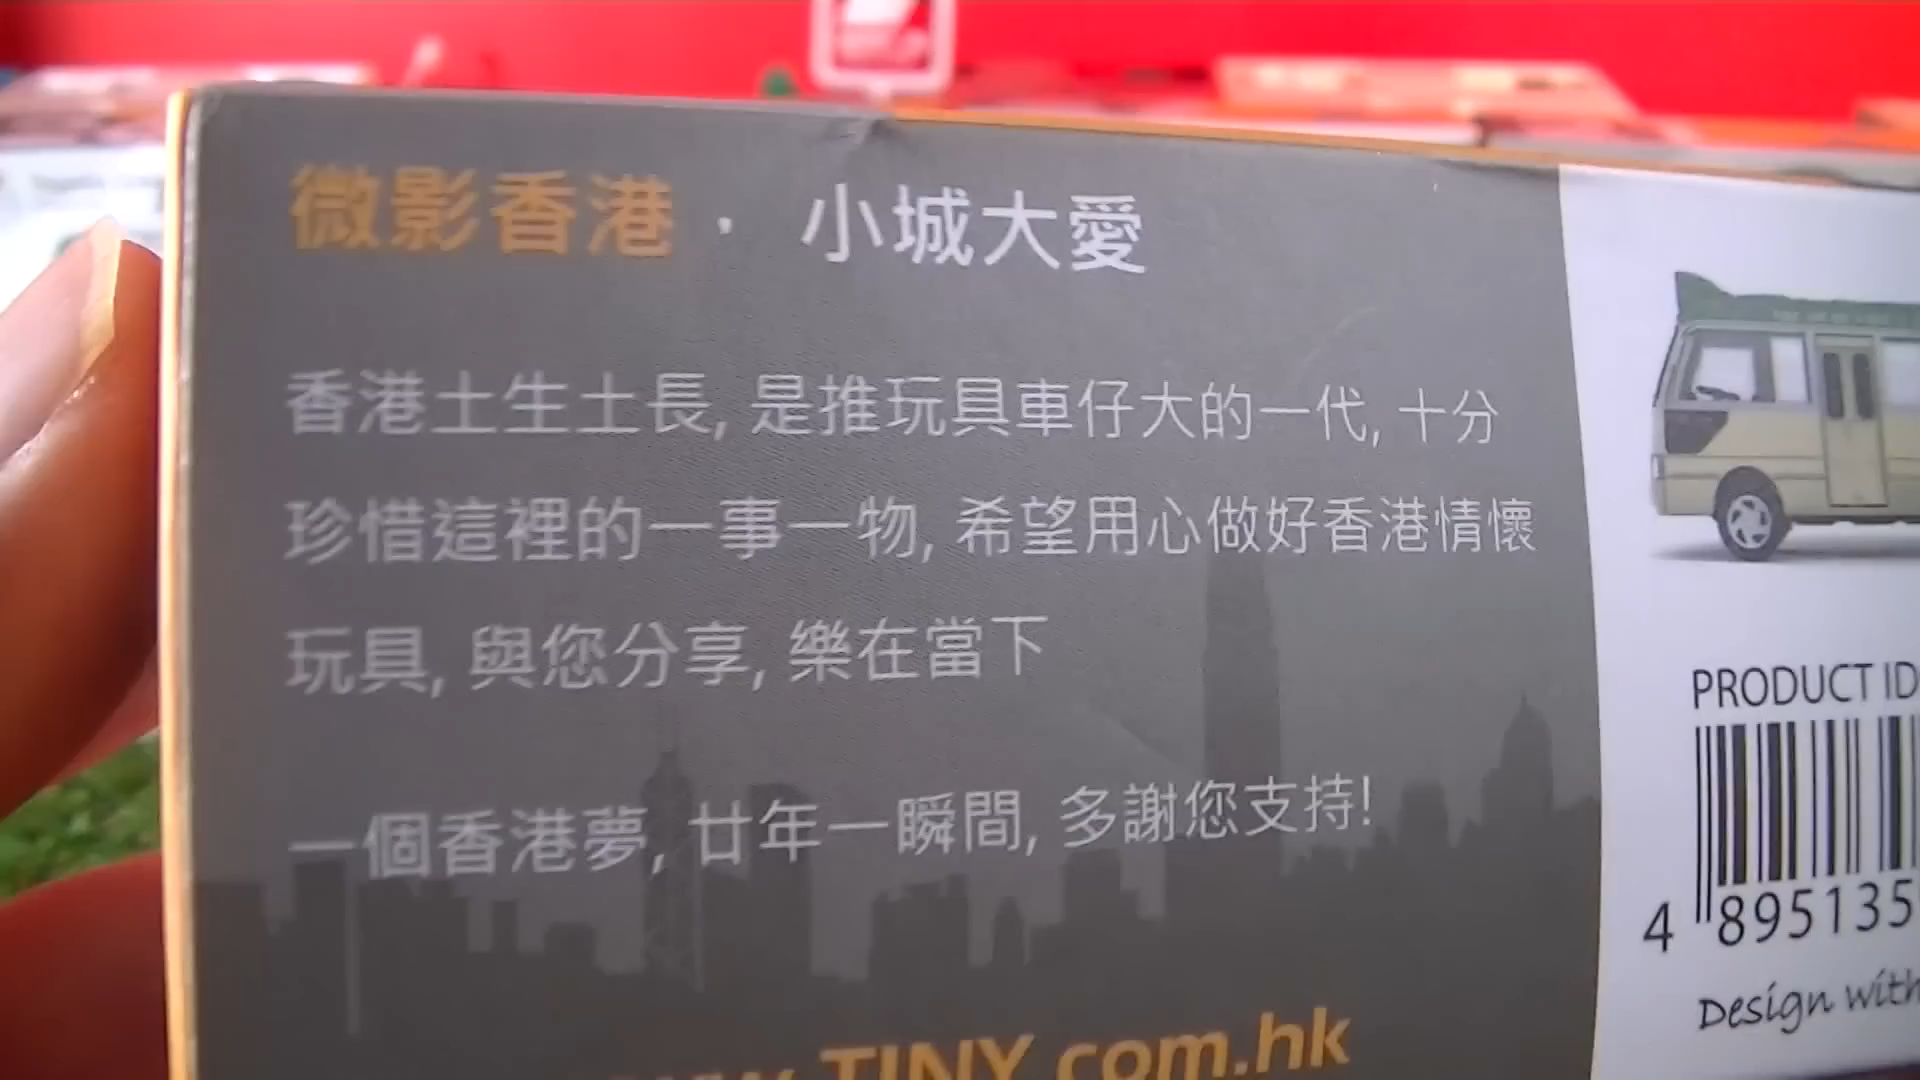 微影香港 · 小城大愛
香港土生土長, 是推玩具車仔大的一代, 十分
珍惜這裡的一事一物, 希望用心做好香港情懷
玩具, 與您分享, 樂在當下
一個香港夢, 廿年一瞬間, 多謝您支持!
www.TINY.com.hk
PRODUCT ID
4 895135
Design with